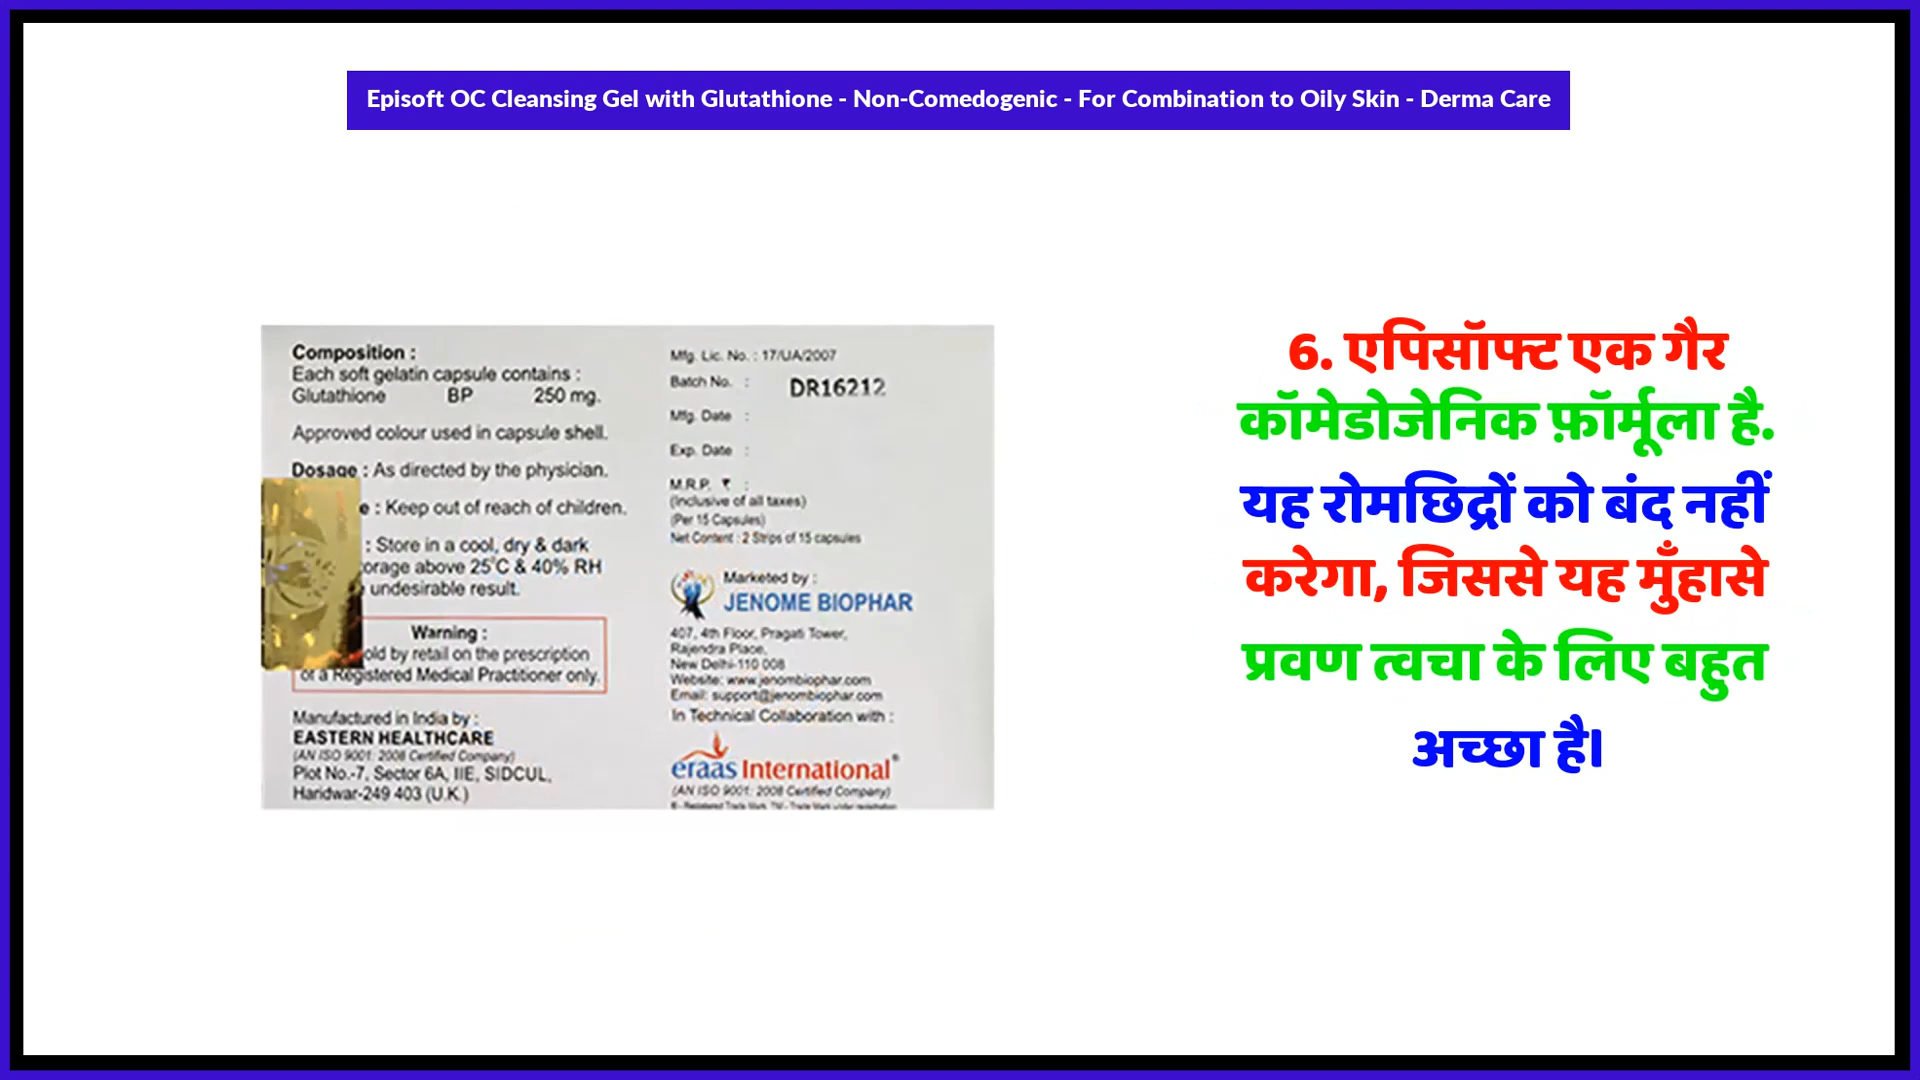 Episoft OC Cleansing Gel with Glutathione - Non-Comedogenic - For Combination to Oily Skin - Derma Care
Composition :
Each soft gelatin capsule contains :
Glutathione BP 250 mg.
Approved colour used in capsule shell.
Dosage : As directed by the physician.
e : Keep out of reach of children.
: Store in a cool, dry & dark
orage above 25°C & 40% RH
undesirable result.
Warning :
old by retail on the prescription
of a Registered Medical Practitioner only.
Manufactured in India by :
EASTERN HEALTHCARE
(AN ISO 9001: 2008 Certified Company)
Plot No.-7, Sector 6A, IIE, SIDCUL,
Haridwar-249 403 (U.K.)
Mfg. Lic. No. : 17/UA/2007
Batch No. : DR16212
Mfg. Date :
Exp. Date :
M.R.P. ₹ :
(Inclusive of all taxes)
(Per 15 Capsules)
Net Content : 2 Strips of 15 capsules
Marketed by :
JENOME BIOPHAR
407, 4th Floor, Pragati Tower,
Rajendra Place,
New Delhi-110 008
Website: www.jenombiophar.com
Email: support@jenombiophar.com
In Technical Collaboration with :
eraas International®
(AN ISO 9001: 2008 Certified Company)
® - Registered Trade Mark, TM - Trade Mark under registration
6. एपिसॉफ्ट एक गैर
कॉमेडोजेनिक फ़ॉर्मूला है.
यह रोमछिद्रों को बंद नहीं
करेगा, जिससे यह मुँहासे
प्रवण त्वचा के लिए बहुत
अच्छा है।